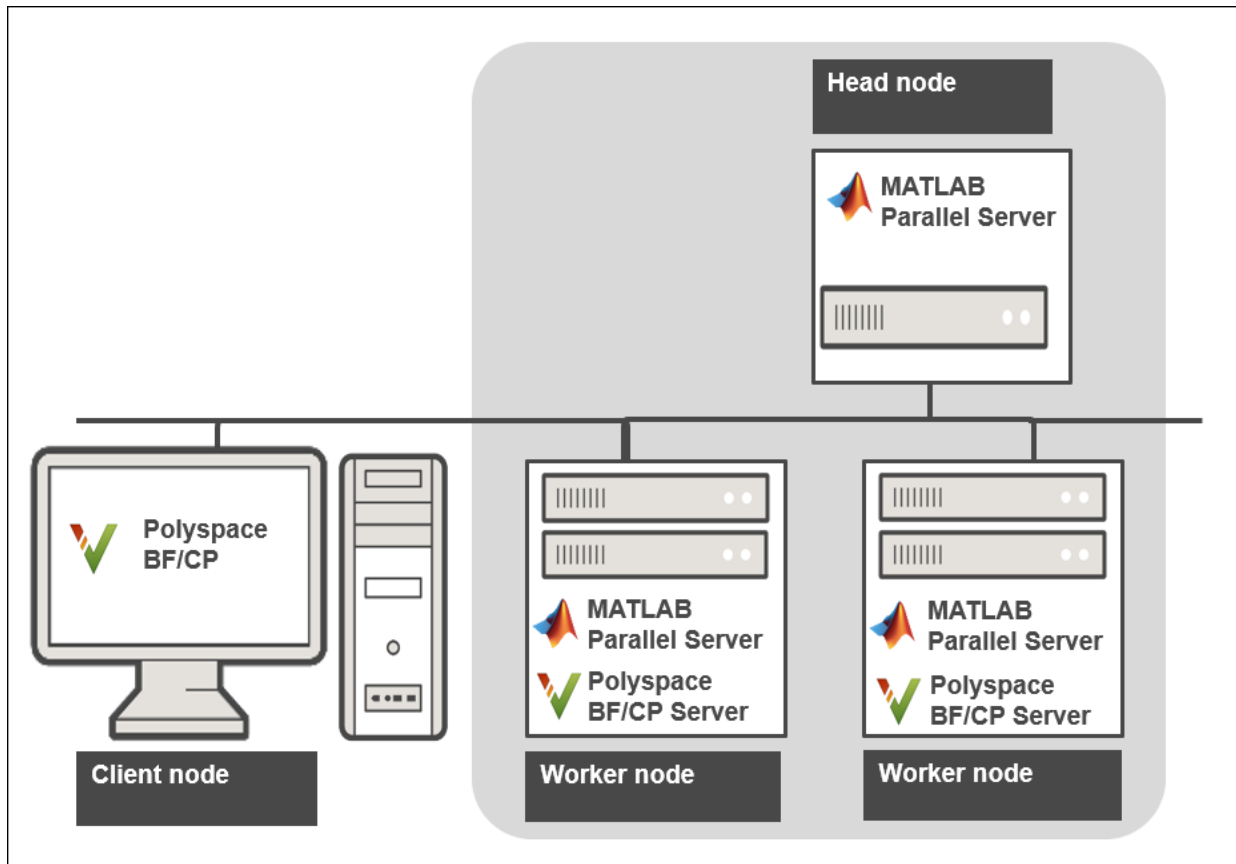 Head node
MATLAB
Parallel Server
Polyspace
BF/CP
MATLAB
Parallel Server
Polyspace
BF/CP Server
MATLAB
Parallel Server
Polyspace
BF/CP Server
Client node
Worker node
Worker node